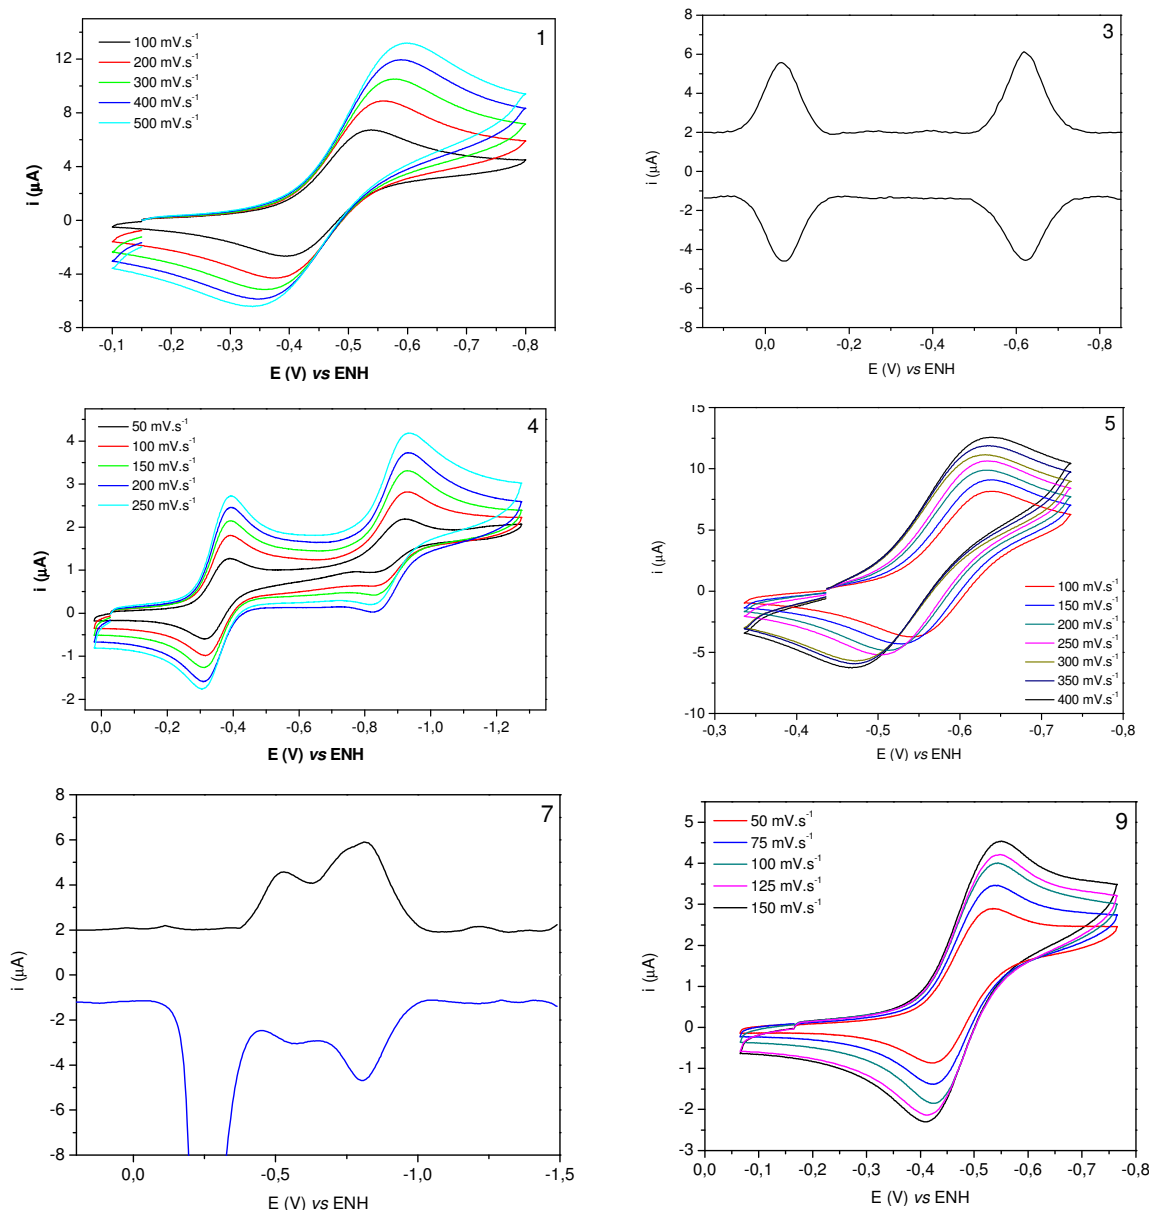 1
100 mV.s⁻¹
200 mV.s⁻¹
300 mV.s⁻¹
400 mV.s⁻¹
500 mV.s⁻¹
12
8
4
0
-4
-8
i (µA)
-0,1 -0,2 -0,3 -0,4 -0,5 -0,6 -0,7 -0,8
E (V) vs ENH
3
8
6
4
2
0
-2
-4
-6
-8
i (µA)
0,0 -0,2 -0,4 -0,6 -0,8
E (V) vs ENH
4
50 mV.s⁻¹
100 mV.s⁻¹
150 mV.s⁻¹
200 mV.s⁻¹
250 mV.s⁻¹
4
3
2
1
0
-1
-2
i (µA)
0,0 -0,2 -0,4 -0,6 -0,8 -1,0 -1,2
E (V) vs ENH
5
15
10
5
0
-5
-10
i (µA)
100 mV.s⁻¹
150 mV.s⁻¹
200 mV.s⁻¹
250 mV.s⁻¹
300 mV.s⁻¹
350 mV.s⁻¹
400 mV.s⁻¹
-0,3 -0,4 -0,5 -0,6 -0,7 -0,8
E (V) vs ENH
7
8
6
4
2
0
-2
-4
-6
-8
i (µA)
0,0 -0,5 -1,0 -1,5
E (V) vs ENH
9
50 mV.s⁻¹
75 mV.s⁻¹
100 mV.s⁻¹
125 mV.s⁻¹
150 mV.s⁻¹
5
4
3
2
1
0
-1
-2
-3
i (µA)
0,0 -0,1 -0,2 -0,3 -0,4 -0,5 -0,6 -0,7 -0,8
E (V) vs ENH